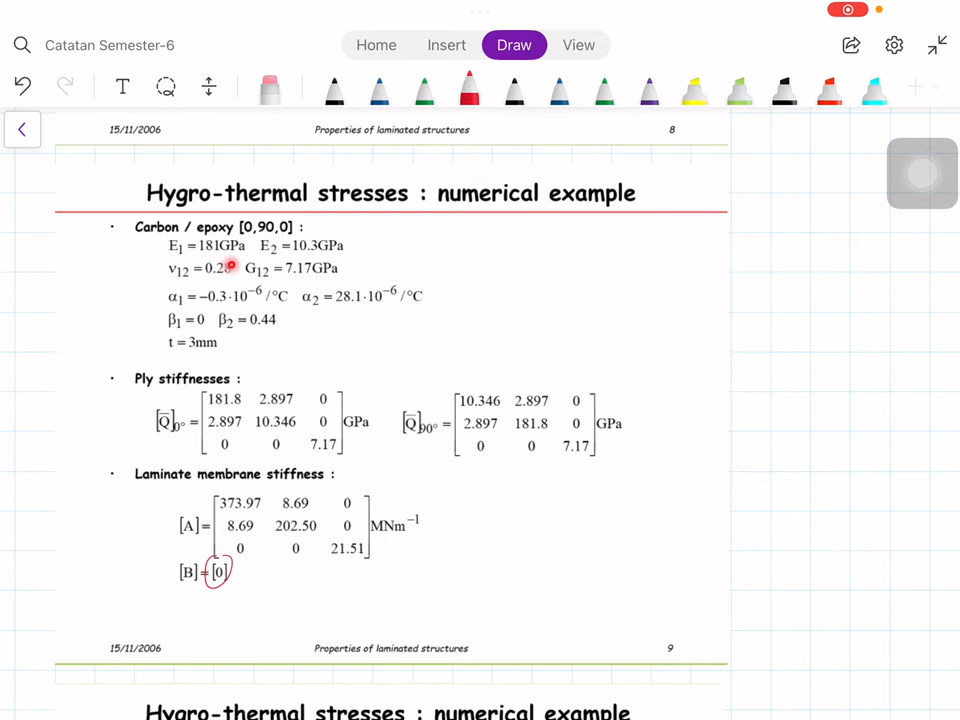 Catatan Semester-6
Home Insert Draw View
15/11/2006 Properties of laminated structures 8
Hygro-thermal stresses : numerical example
· Carbon / epoxy [0,90,0] :
E₁ = 181GPa E₂ = 10.3GPa
ν₁₂ = 0.28 G₁₂ = 7.17GPa
α₁ = −0.3·10⁻⁶ /°C α₂ = 28.1·10⁻⁶ /°C
β₁ = 0 β₂ = 0.44
t = 3mm
· Ply stiffnesses :
181.8 2.897 0 10.346 2.897 0
[Q̅]₀° = 2.897 10.346 0 GPa [Q̅]₉₀° = 2.897 181.8 0 GPa
0 0 7.17 0 0 7.17
· Laminate membrane stiffness :
373.97 8.69 0
[A] = 8.69 202.50 0 MNm⁻¹
0 0 21.51
[B] = [0]
15/11/2006 Properties of laminated structures 9
Hygro-thermal stresses : numerical example